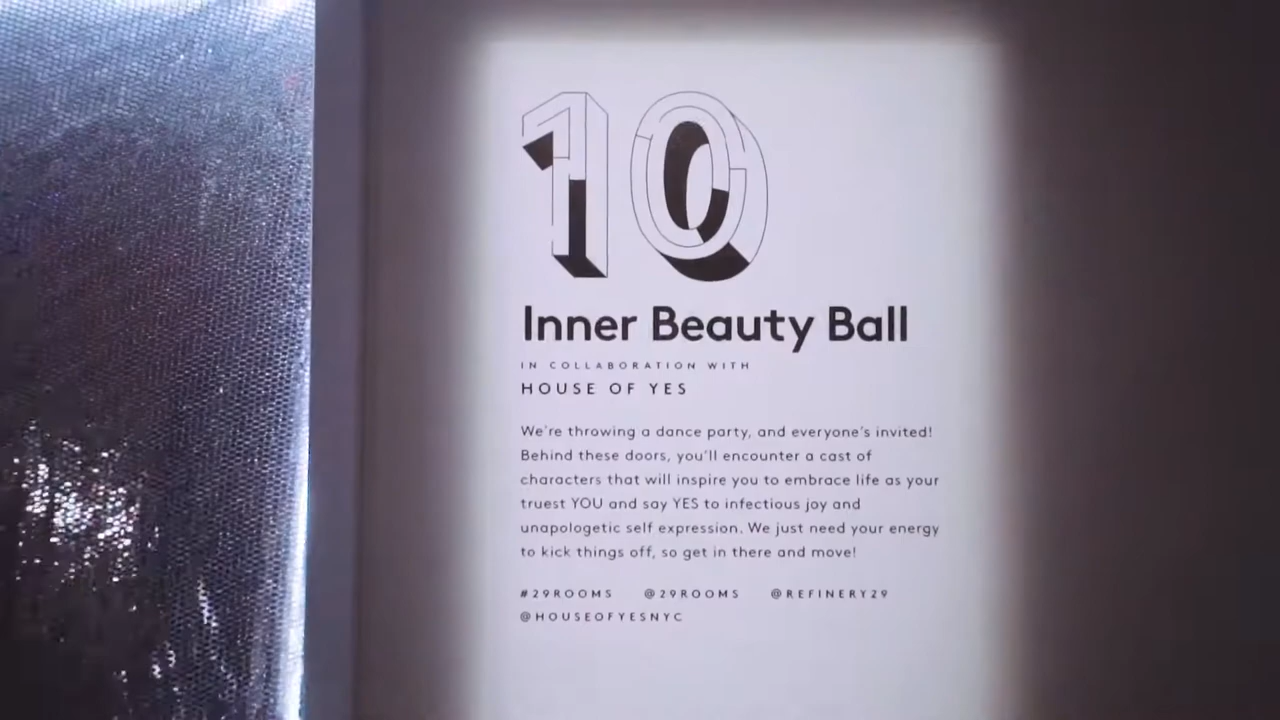 10
Inner Beauty Ball
IN COLLABORATION WITH
HOUSE OF YES
We're throwing a dance party, and everyone's invited!
Behind these doors, you'll encounter a cast of
characters that will inspire you to embrace life as your
truest YOU and say YES to infectious joy and
unapologetic self expression. We just need your energy
to kick things off, so get in there and move!
#29ROOMS @29ROOMS @REFINERY29
@HOUSEOFYESNYC